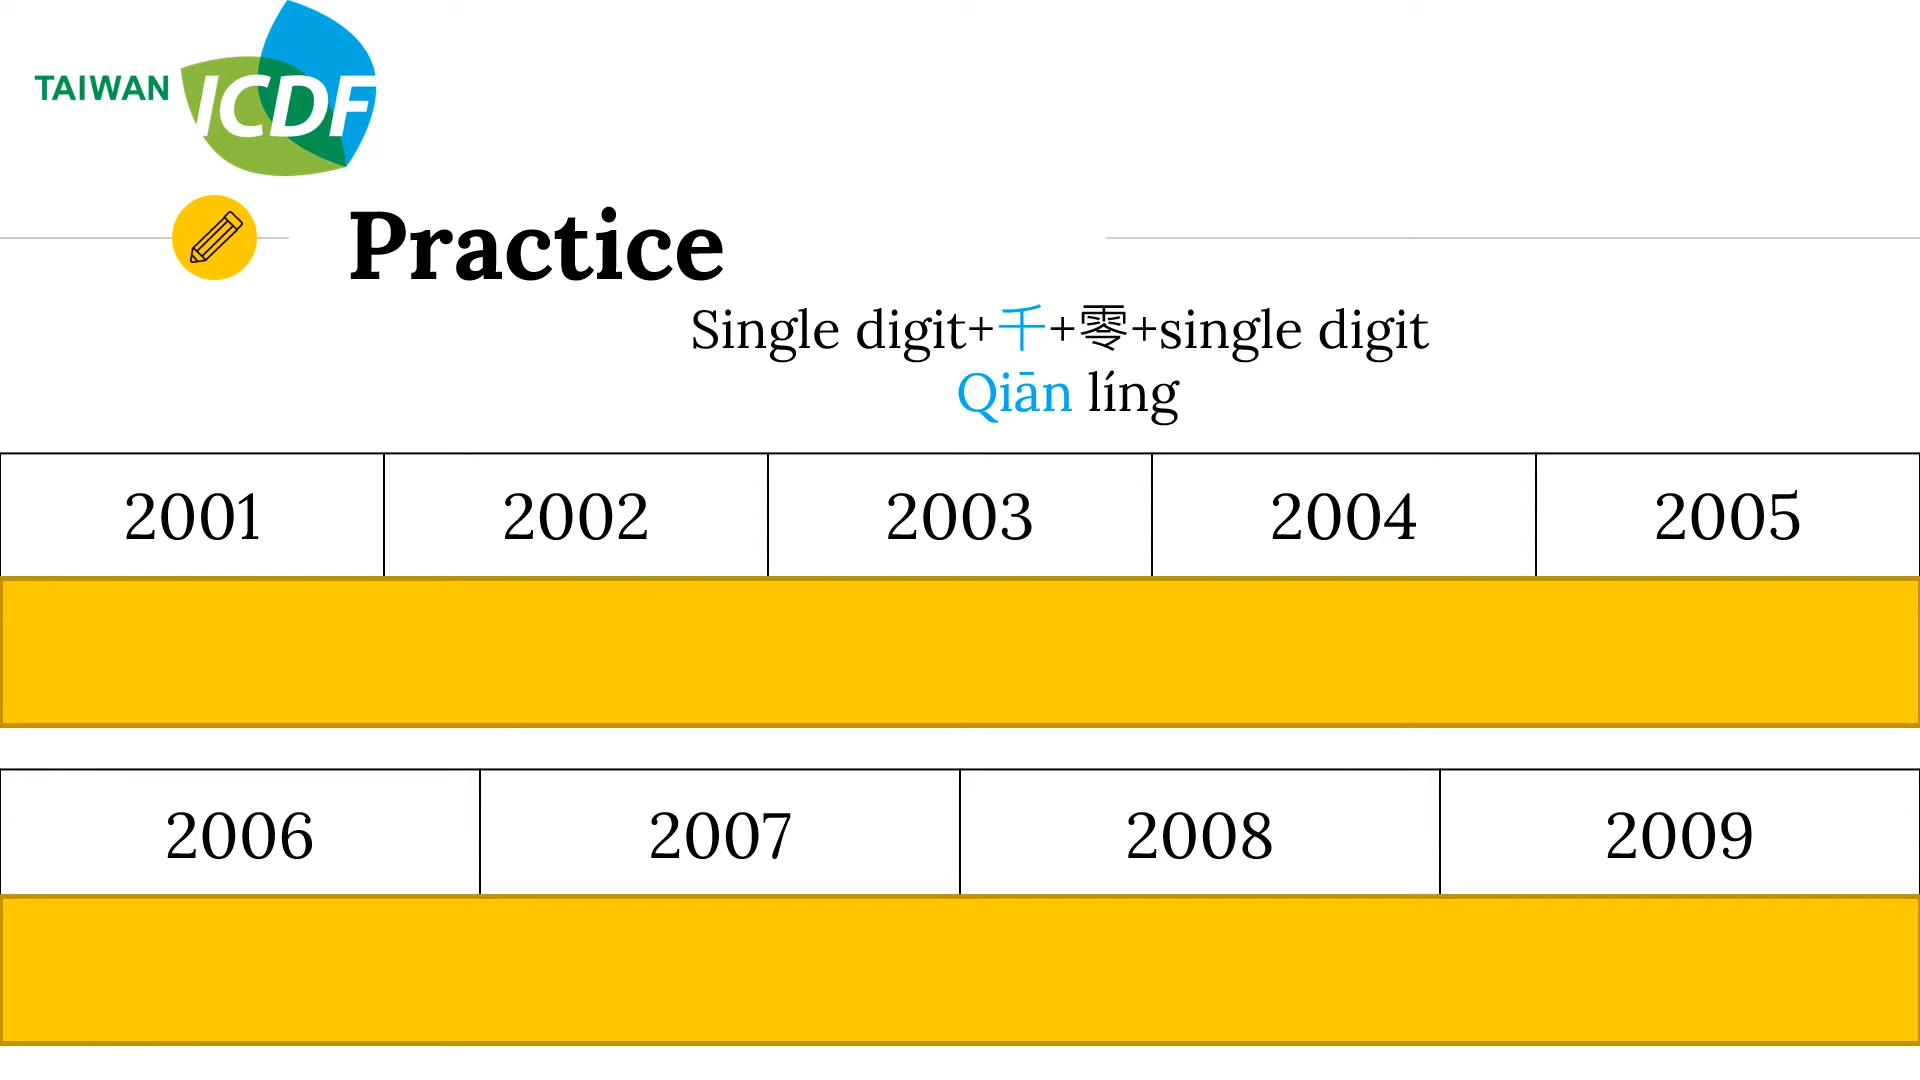 TAIWAN ICDF
Practice
Single digit+千+零+single digit
Qiān líng
2001 2002 2003 2004 2005
2006 2007 2008 2009